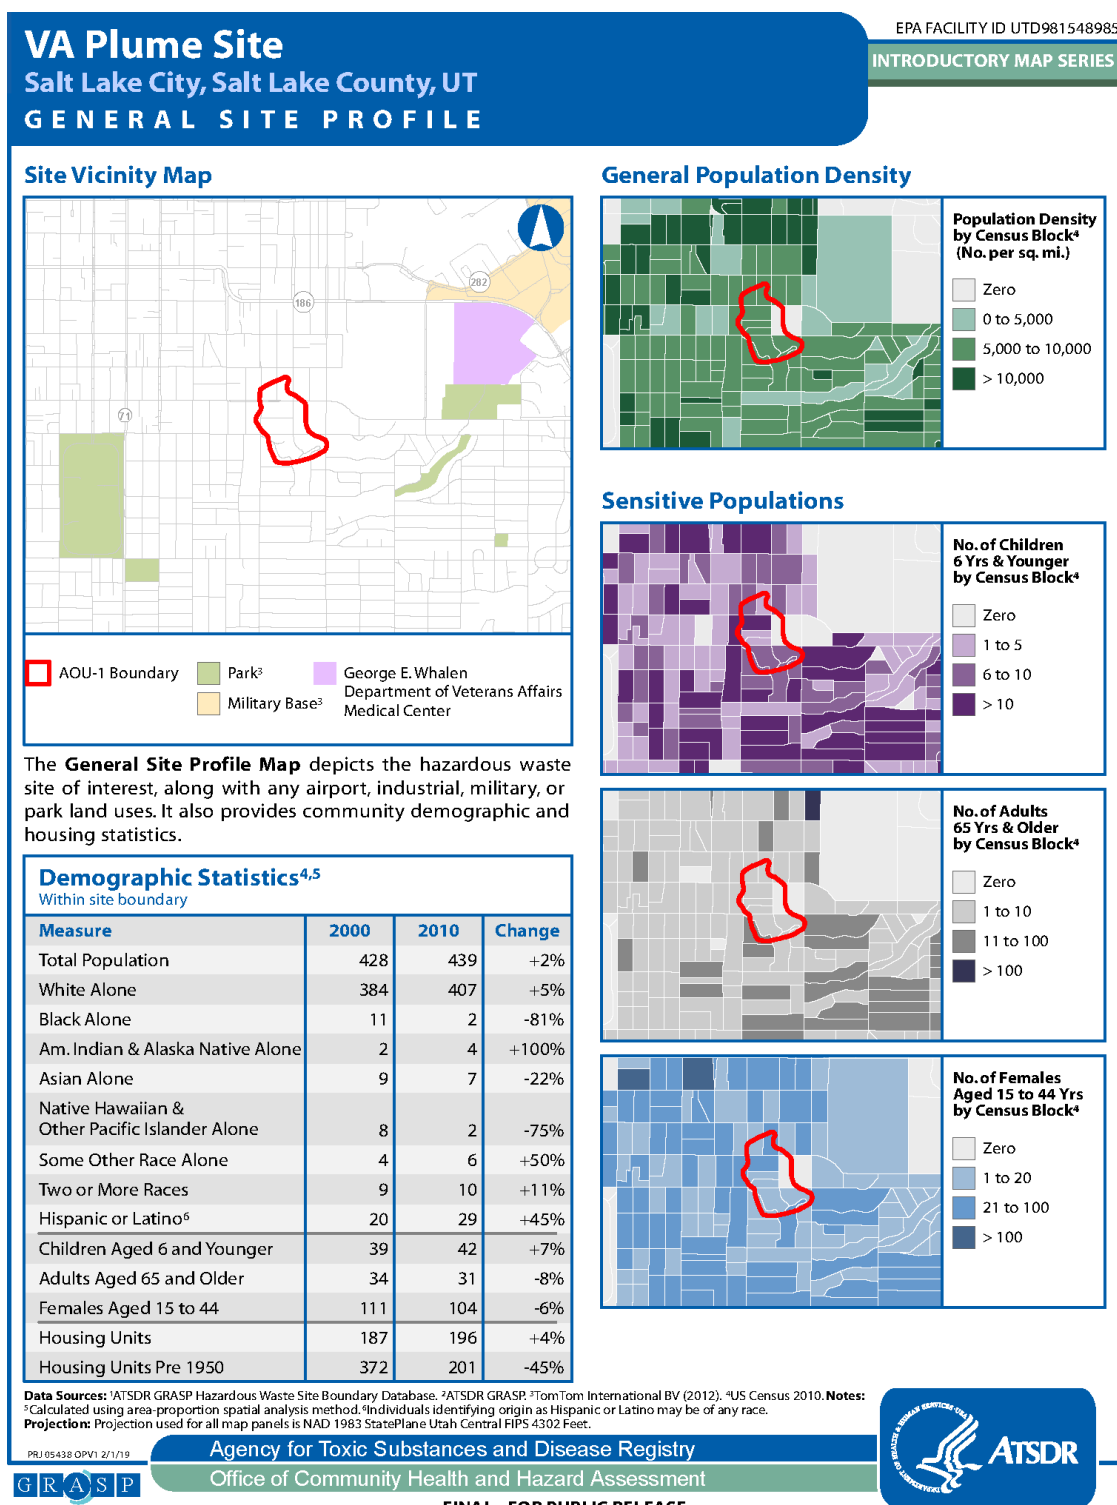 VA Plume Site
Salt Lake City, Salt Lake County, UT
GENERAL SITE PROFILE
EPA FACILITY ID UTD981548985
INTRODUCTORY MAP SERIES
Site Vicinity Map
282
186
71
AOU-1 Boundary
Park³
Military Base³
George E. Whalen
Department of Veterans Affairs
Medical Center
The General Site Profile Map depicts the hazardous waste
site of interest, along with any airport, industrial, military, or
park land uses. It also provides community demographic and
housing statistics.
Demographic Statistics⁴,⁵
Within site boundary
Measure 2000 2010 Change
Total Population 428 439 +2%
White Alone 384 407 +5%
Black Alone 11 2 -81%
Am. Indian & Alaska Native Alone 2 4 +100%
Asian Alone 9 7 -22%
Native Hawaiian &
Other Pacific Islander Alone 8 2 -75%
Some Other Race Alone 4 6 +50%
Two or More Races 9 10 +11%
Hispanic or Latino⁶ 20 29 +45%
Children Aged 6 and Younger 39 42 +7%
Adults Aged 65 and Older 34 31 -8%
Females Aged 15 to 44 111 104 -6%
Housing Units 187 196 +4%
Housing Units Pre 1950 372 201 -45%
General Population Density
Population Density
by Census Block⁴
(No. per sq. mi.)
Zero
0 to 5,000
5,000 to 10,000
> 10,000
Sensitive Populations
No. of Children
6 Yrs & Younger
by Census Block⁴
Zero
1 to 5
6 to 10
> 10
No. of Adults
65 Yrs & Older
by Census Block⁴
Zero
1 to 10
11 to 100
> 100
No. of Females
Aged 15 to 44 Yrs
by Census Block⁴
Zero
1 to 20
21 to 100
> 100
Data Sources: ¹ATSDR GRASP Hazardous Waste Site Boundary Database. ²ATSDR GRASP. ³TomTom International BV (2012). ⁴US Census 2010. Notes:
⁵Calculated using area-proportion spatial analysis method. ⁶Individuals identifying origin as Hispanic or Latino may be of any race.
Projection: Projection used for all map panels is NAD 1983 StatePlane Utah Central FIPS 4302 Feet.
PRJ 05438 OPV1 2/1/19
Agency for Toxic Substances and Disease Registry
GRASP
Office of Community Health and Hazard Assessment
DEPARTMENT OF HEALTH & HUMAN SERVICES·USA
ATSDR
FINAL - FOR PUBLIC RELEASE